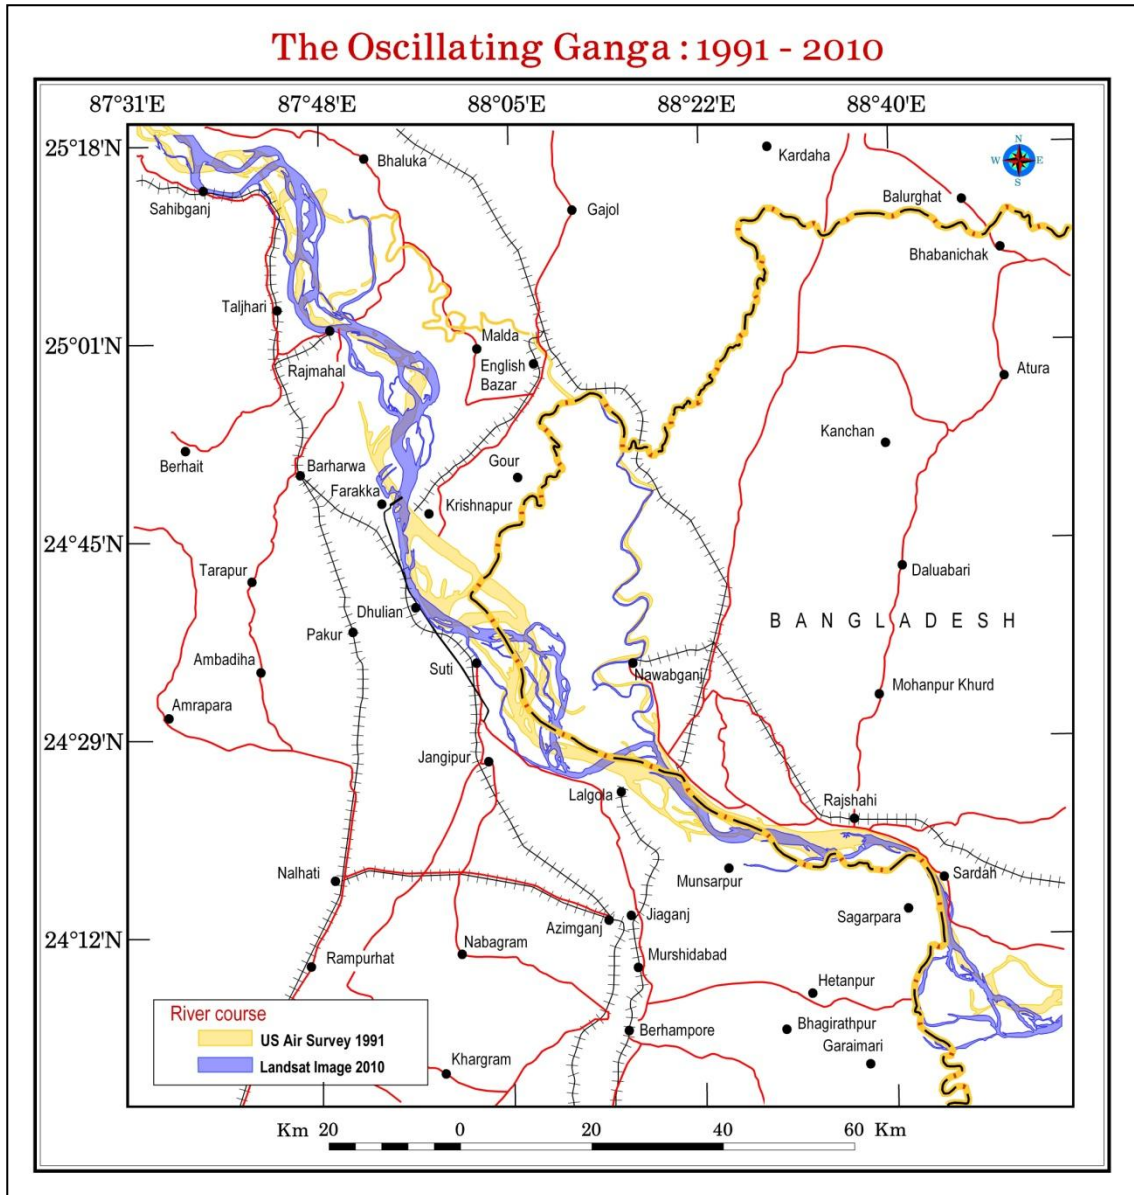 The Oscillating Ganga : 1991 - 2010
87°31'E 87°48'E 88°05'E 88°22'E 88°40'E
25°18'N
25°01'N
24°45'N
24°29'N
24°12'N
N
W E
S
Kardaha
Bhaluka
Sahibganj
Gajol
Balurghat
Bhabanichak
Taljhari
Malda
Rajmahal
English
Bazar
Atura
Kanchan
Berhait
Barharwa
Gour
Farakka
Krishnapur
Tarapur
Daluabari
Dhulian
Pakur
BANGLADESH
Ambadiha
Suti
Nawabganj
Mohanpur Khurd
Amrapara
Jangipur
Lalgola
Rajshahi
Nalhati
Munsarpur
Sardah
Sagarpara
Azimganj
Jiaganj
Nabagram
Rampurhat
Murshidabad
Hetanpur
Berhampore
Bhagirathpur
Garaimari
Khargram
River course
US Air Survey 1991
Landsat Image 2010
Km 20 0 20 40 60 Km